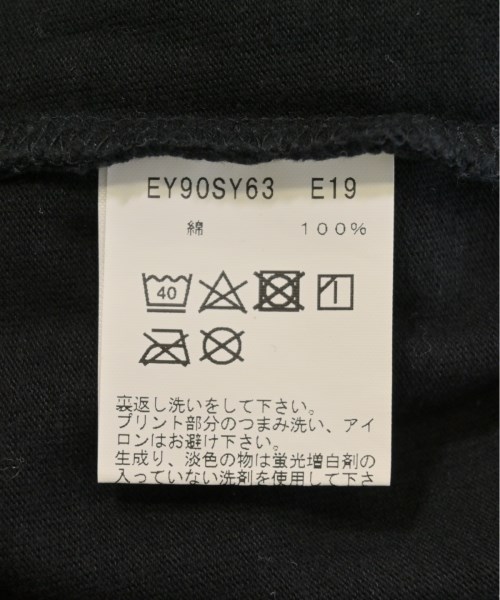 EY90SY63 E19
綿 100%
40
裏返し洗いをして下さい。
プリント部分のつまみ洗い、アイ
ロンはお避け下さい。
生成り、淡色の物は蛍光増白剤の
入っていない洗剤を使用して下さ